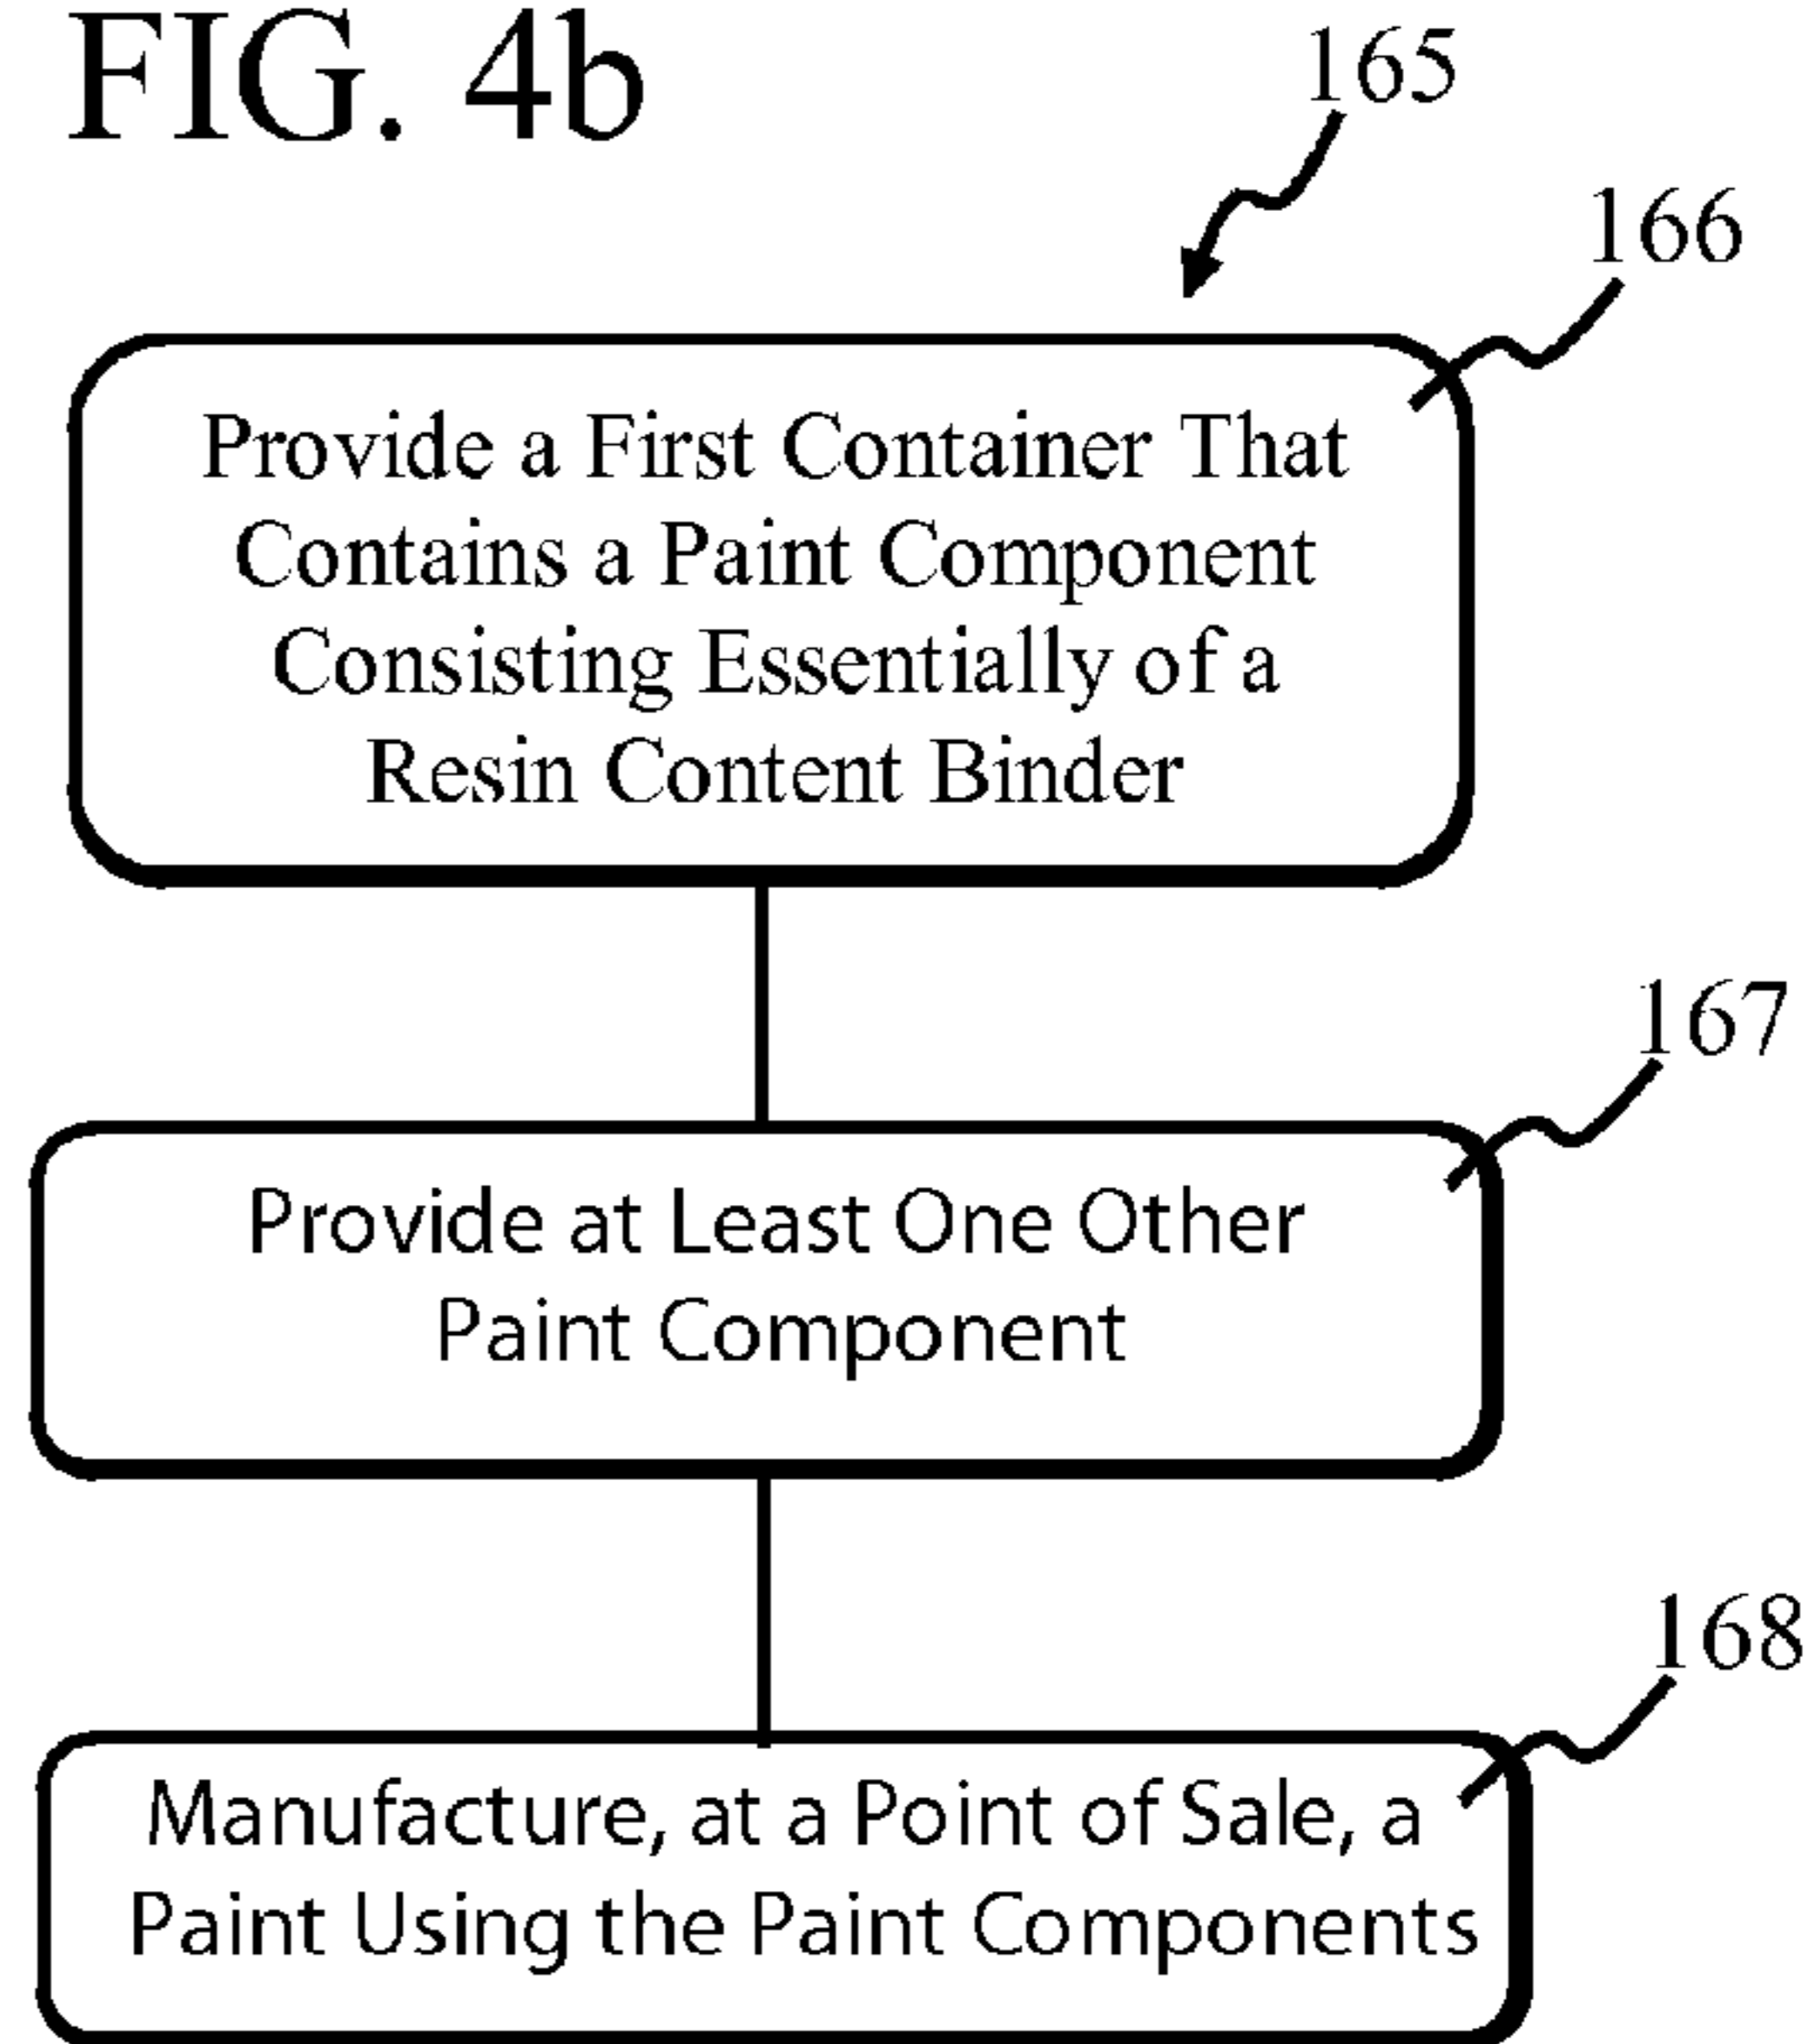 FIG. 4b
165
166
Provide a First Container That
Contains a Paint Component
Consisting Essentially of a
Resin Content Binder
167
Provide at Least One Other
Paint Component
168
Manufacture, at a Point of Sale, a
Paint Using the Paint Components